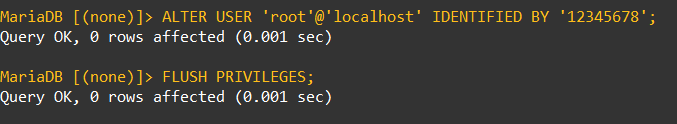 MariaDB [(none)]> ALTER USER 'root'@'localhost' IDENTIFIED BY '12345678';
Query OK, 0 rows affected (0.001 sec)
MariaDB [(none)]> FLUSH PRIVILEGES;
Query OK, 0 rows affected (0.001 sec)